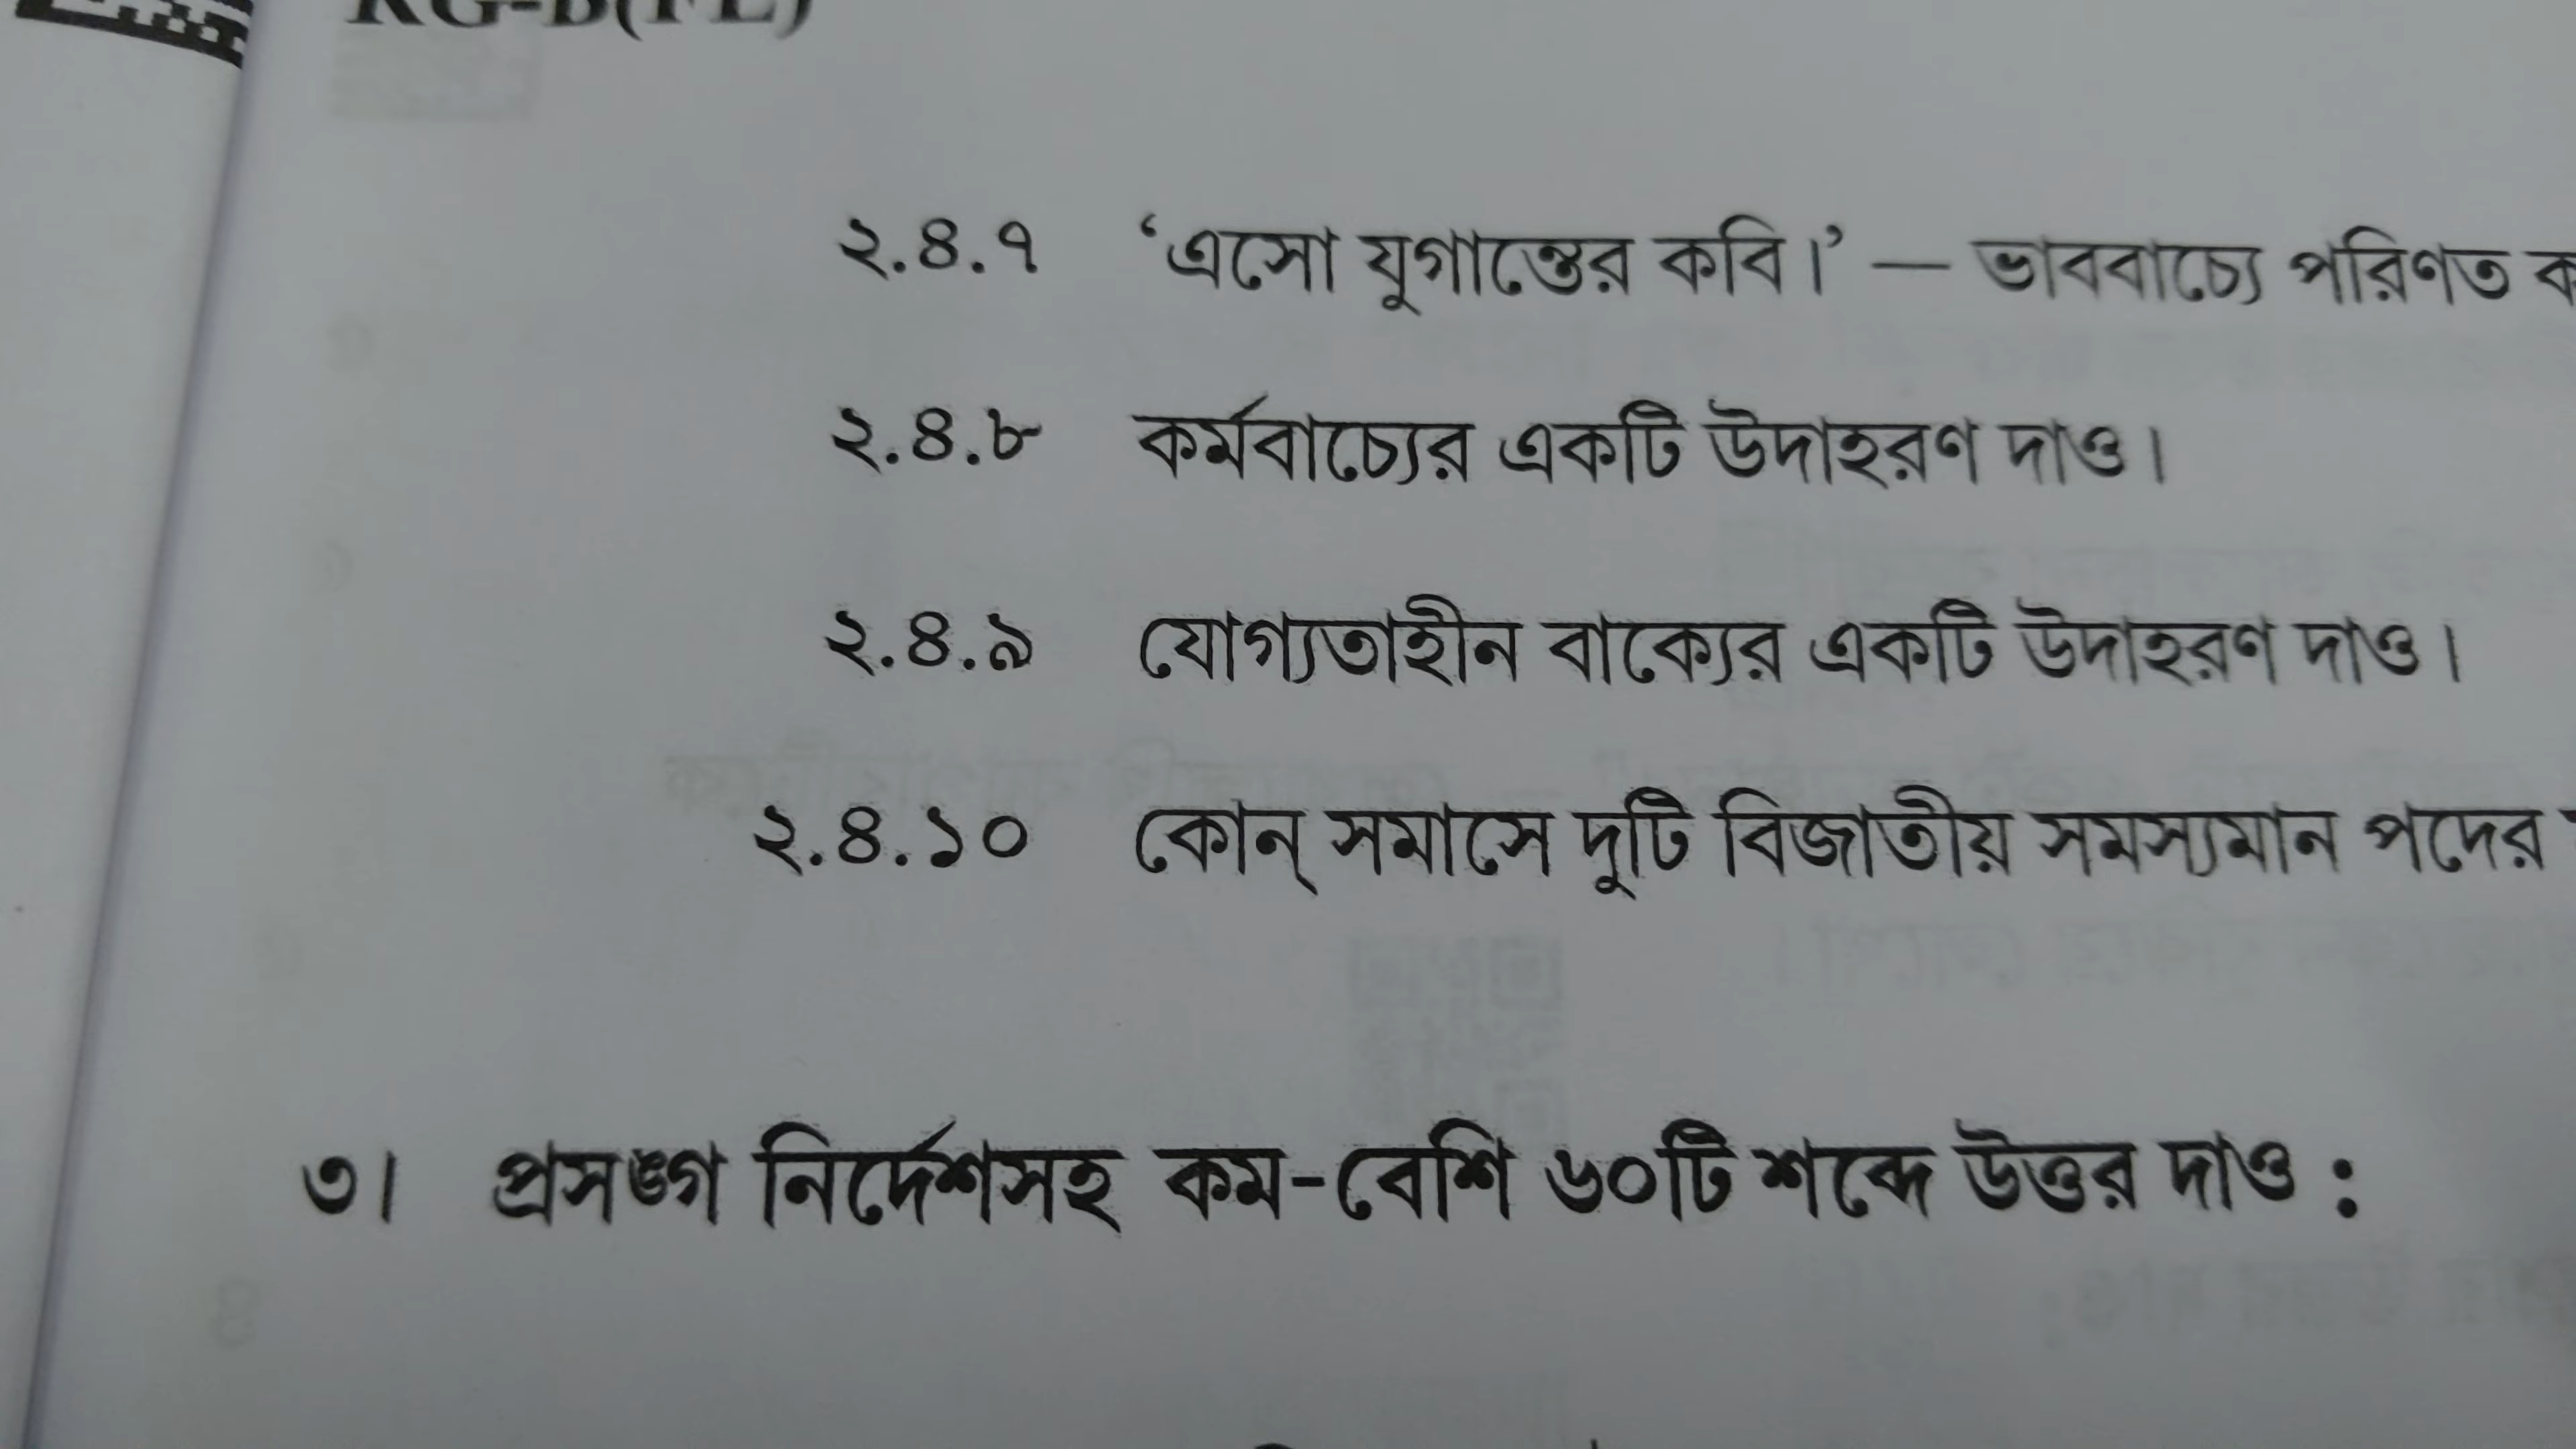 ২.৪.৭ ‘এসো যুগান্তের কবি।’ — ভাববাচ্যে পরিণত
২.৪.৮ কর্মবাচ্যের একটি উদাহরণ দাও।
২.৪.৯ যোগ্যতাহীন বাক্যের একটি উদাহরণ দাও।
২.৪.১০ কোন্ সমাসে দুটি বিজাতীয় সমস্যমান পদের
৩। প্রসঙ্গ নির্দেশসহ কম-বেশি ৬০টি শব্দে উত্তর দাও :